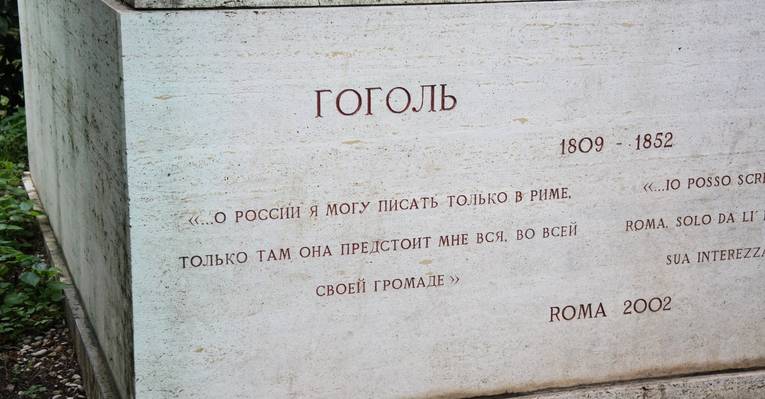 ГОГОЛЬ
1809 - 1852
«...О РОССИИ Я МОГУ ПИСАТЬ ТОЛЬКО В РИМЕ,
ТОЛЬКО ТАМ ОНА ПРЕДСТОИТ МНЕ ВСЯ, ВО ВСЕЙ
СВОЕЙ ГРОМАДЕ»
«...IO POSSO
ROMA, SOLO DA LI'
SUA
ROMA 2002